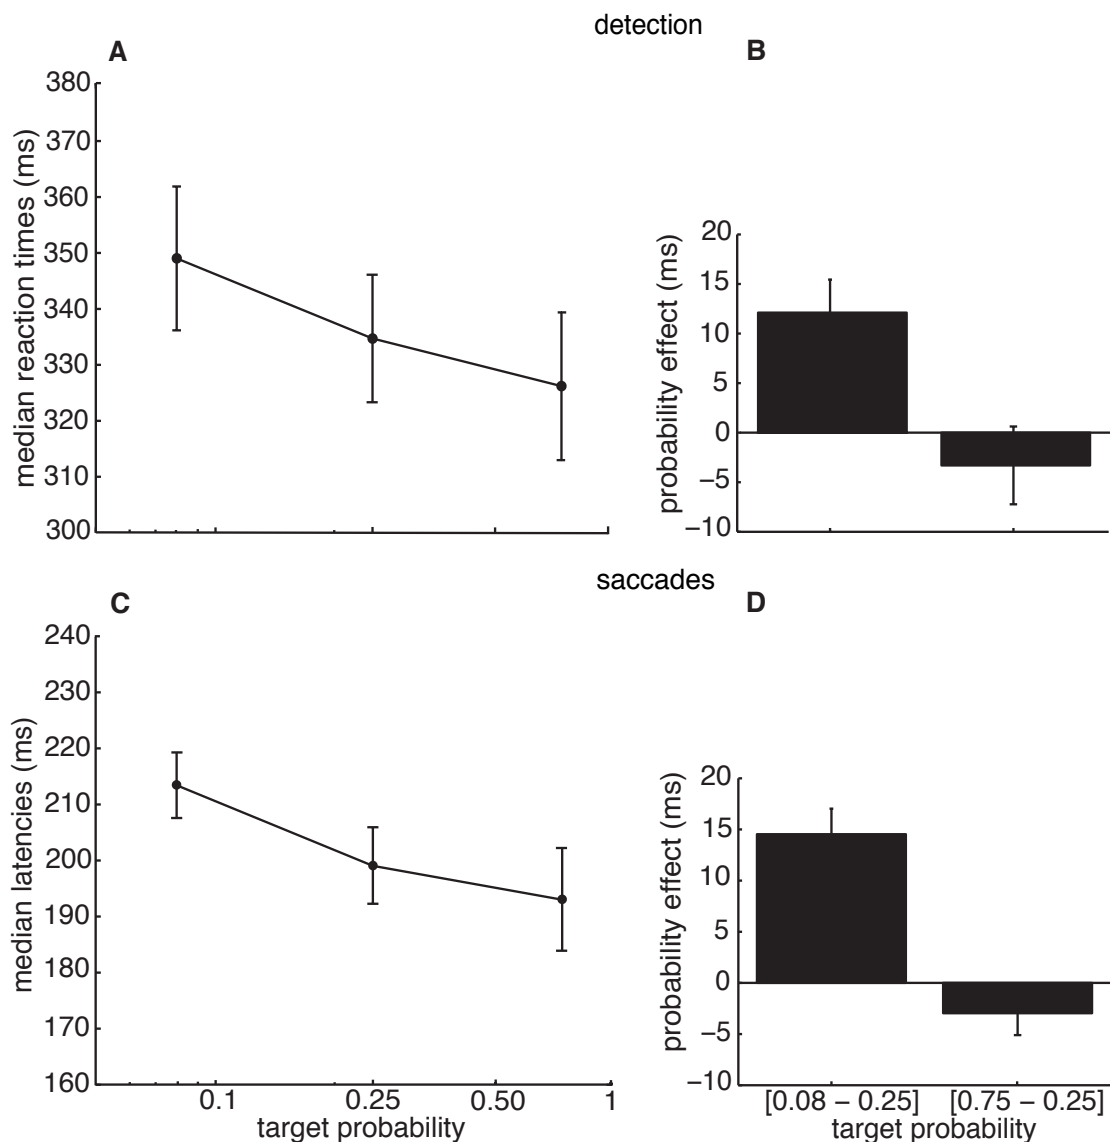 detection
A
median reaction times (ms)
380
370
360
350
340
330
320
310
300
B
probability effect (ms)
20
15
10
5
0
−5
−10
saccades
C
median latencies (ms)
240
230
220
210
200
190
180
170
160
0.1
0.25
0.50
1
target probability
D
probability effect (ms)
20
15
10
5
0
−5
−10
[0.08 – 0.25]
[0.75 – 0.25]
target probability